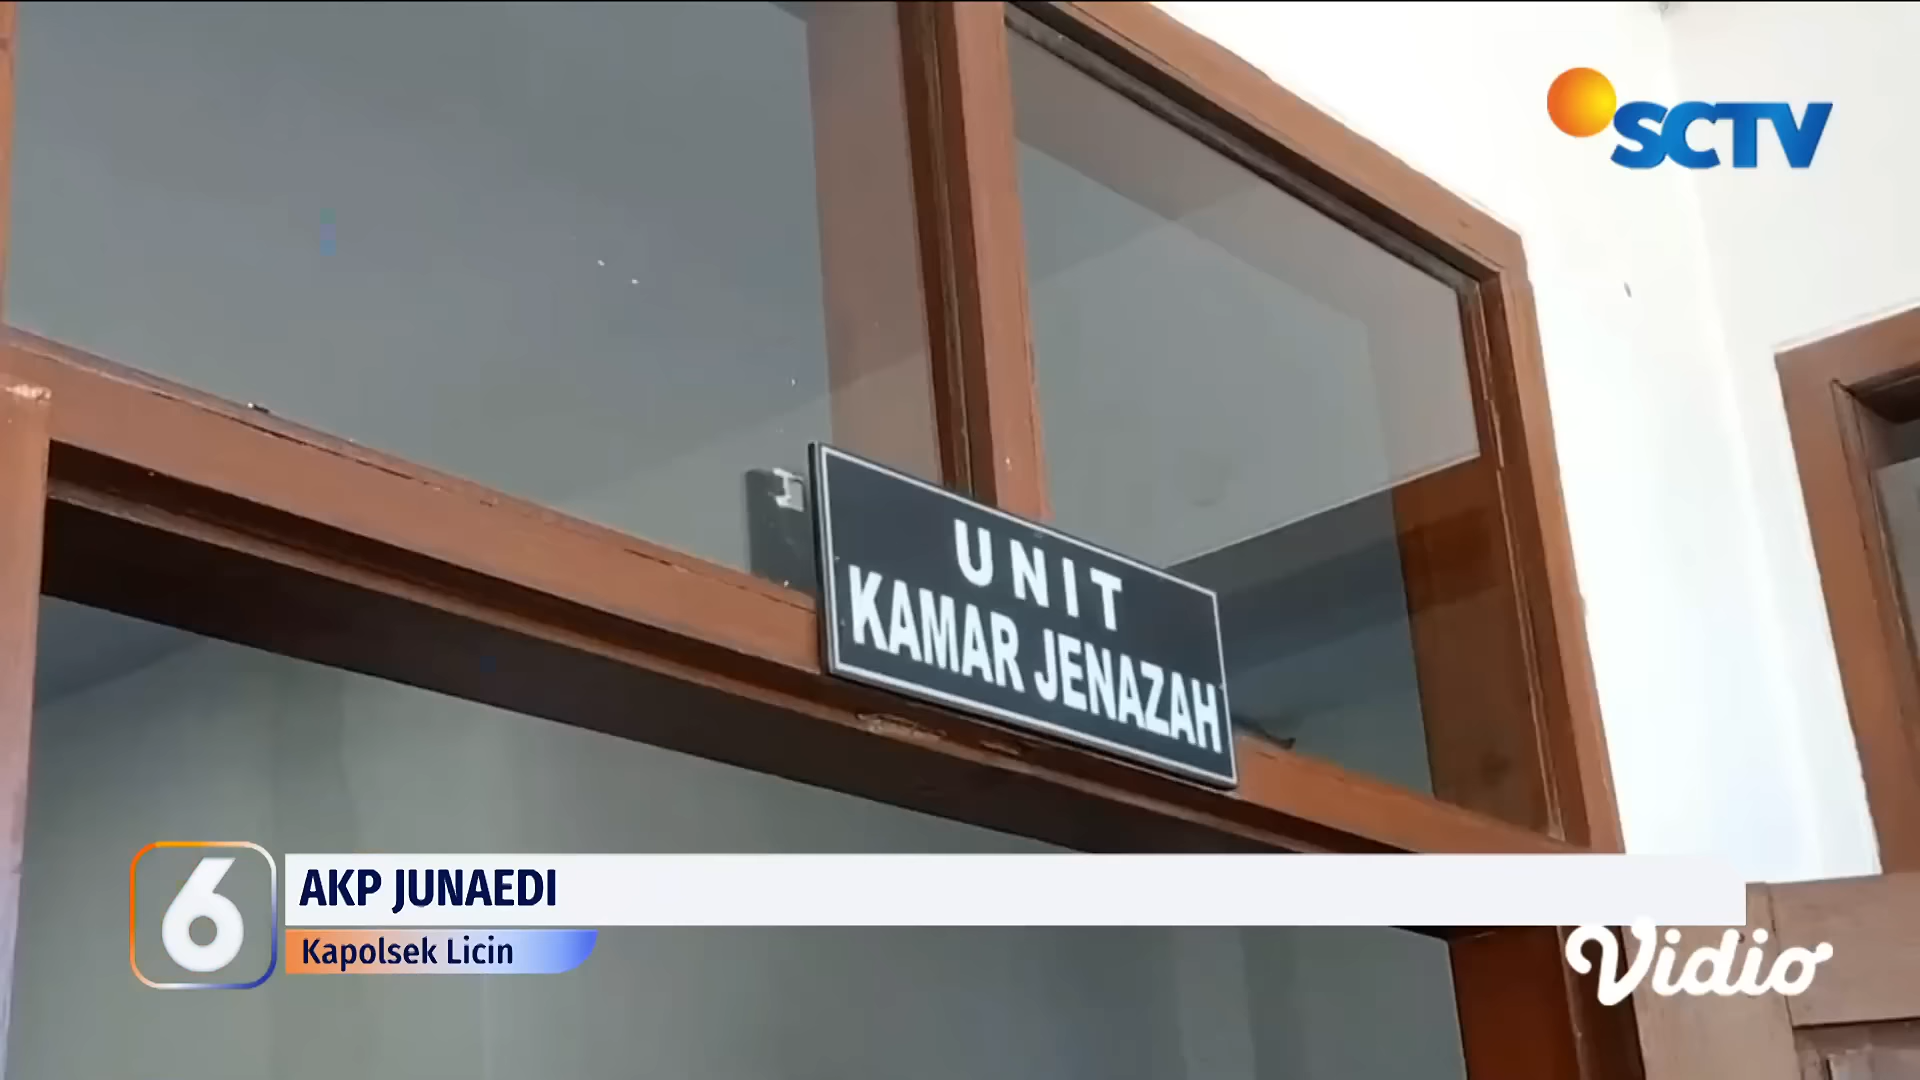 SCTV
UNIT
KAMAR JENAZAH
6
AKP JUNAEDI
Kapolsek Licin
Vidio